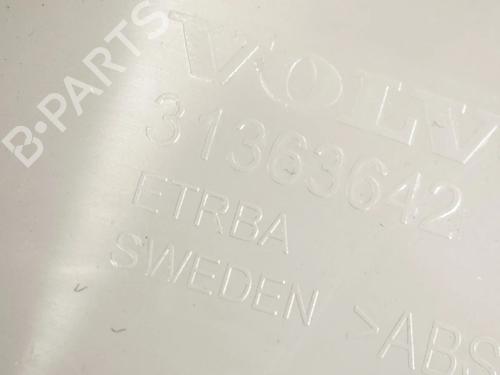 B-PARTS
VOLV
31363642
ETRBA
SWEDEN >ABS